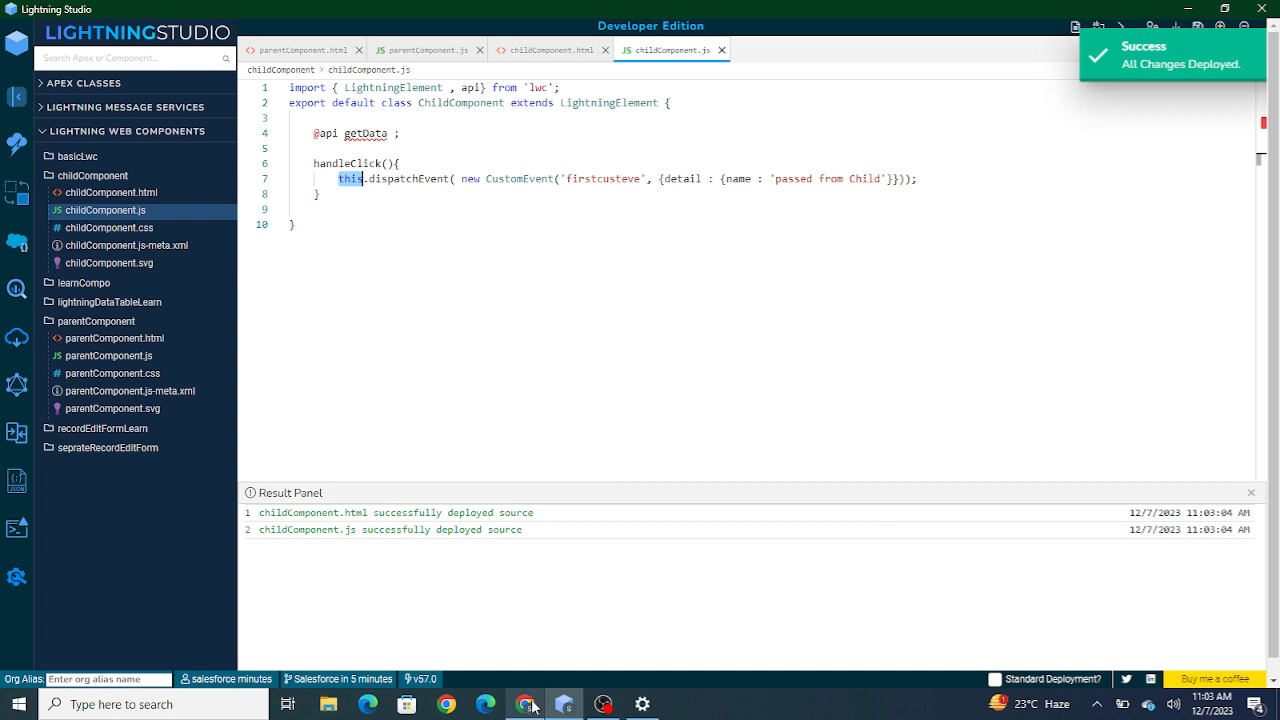 Lightning Studio
LIGHTNINGSTUDIO
Developer Edition
Search Apex or Component...
APEX CLASSES
LIGHTNING MESSAGE SERVICES
LIGHTNING WEB COMPONENTS
basicLwc
childComponent
childComponent.html
childComponent.js
childComponent.css
childComponent.js-meta.xml
childComponent.svg
learnCompo
lightningDataTableLearn
parentComponent
parentComponent.html
parentComponent.js
parentComponent.css
parentComponent.js-meta.xml
parentComponent.svg
recordEditFormLearn
seprateRecordEditForm
parentComponent.html JS parentComponent.js childComponent.html JS childComponent.js
childComponent > childComponent.js
Success
All Changes Deployed.
1 import { LightningElement , api} from 'lwc';
2 export default class ChildComponent extends LightningElement {
3
4 @api getData ;
5
6 handleClick(){
7 this.dispatchEvent( new CustomEvent('firstcusteve', {detail : {name : 'passed from Child'}}));
8 }
9
10 }
Result Panel
1 childComponent.html successfully deployed source 12/7/2023 11:03:04 AM
2 childComponent.js successfully deployed source 12/7/2023 11:03:04 AM
Org Alias: Enter org alias name salesforce minutes Salesforce in 5 minutes v57.0 Standard Deployment? Buy me a coffee
Type here to search 23°C Haze 11:03 AM
12/7/2023
4